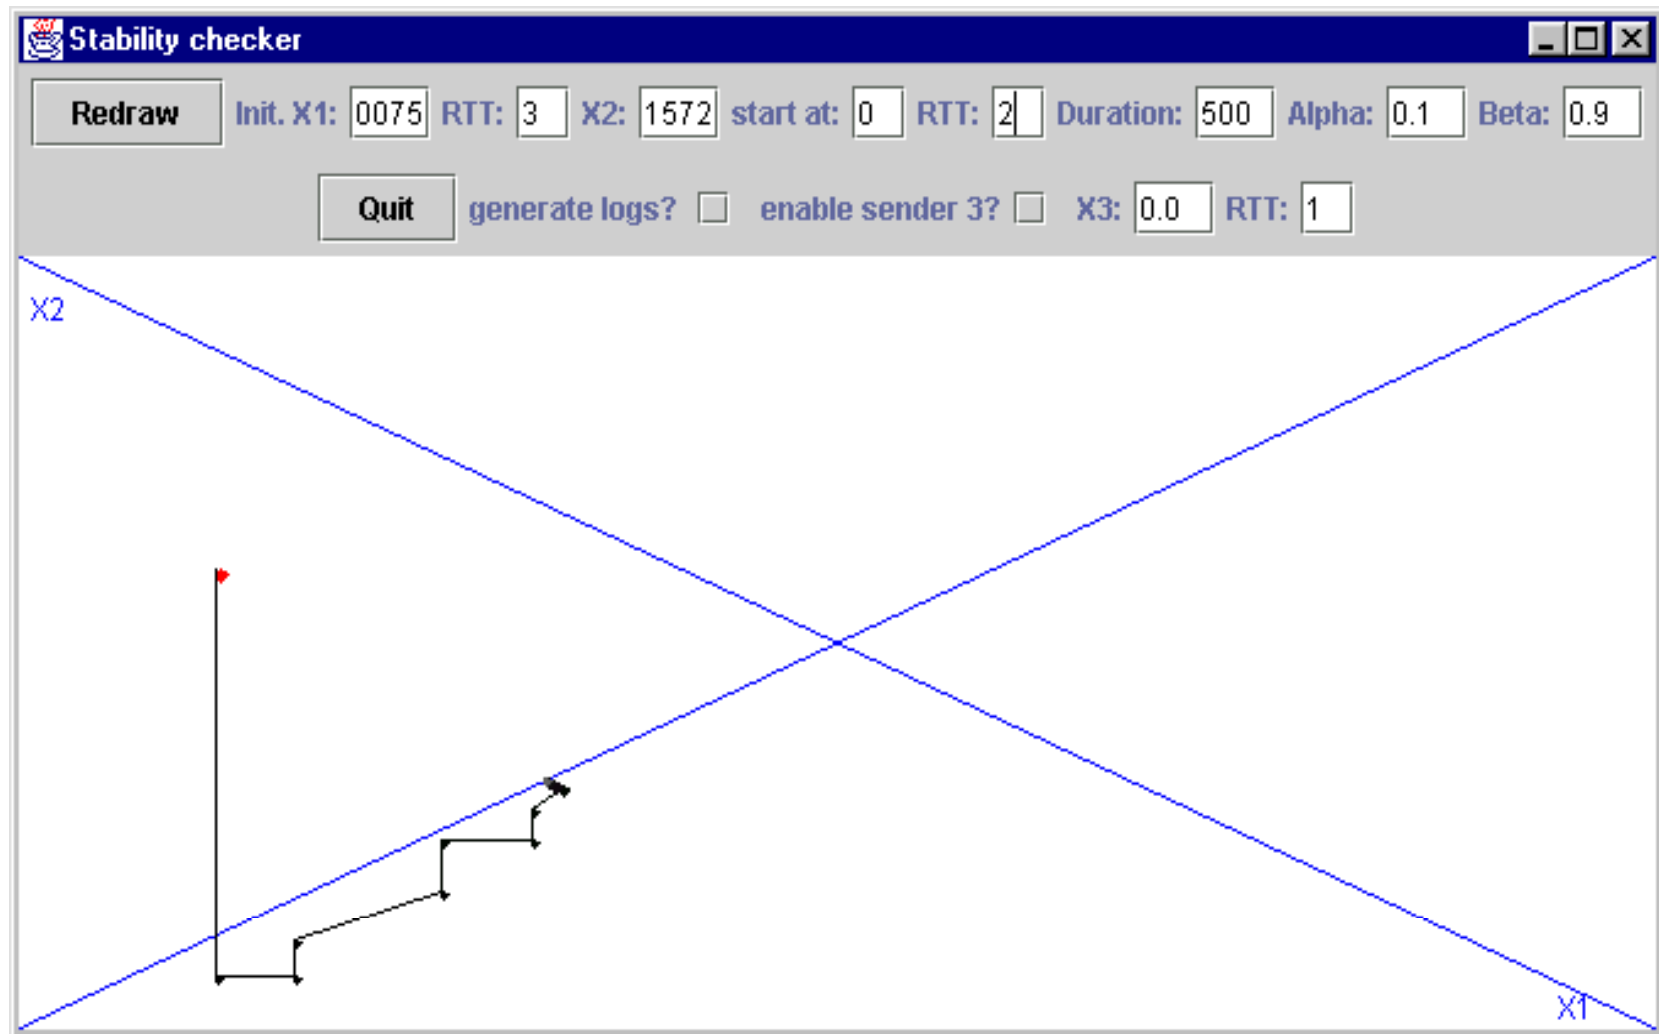 Stability checker
Redraw Init. X1: 0075 RTT: 3 X2: 1572 start at: 0 RTT: 2 Duration: 500 Alpha: 0.1 Beta: 0.9
Quit generate logs? enable sender 3? X3: 0.0 RTT: 1
X2
X1